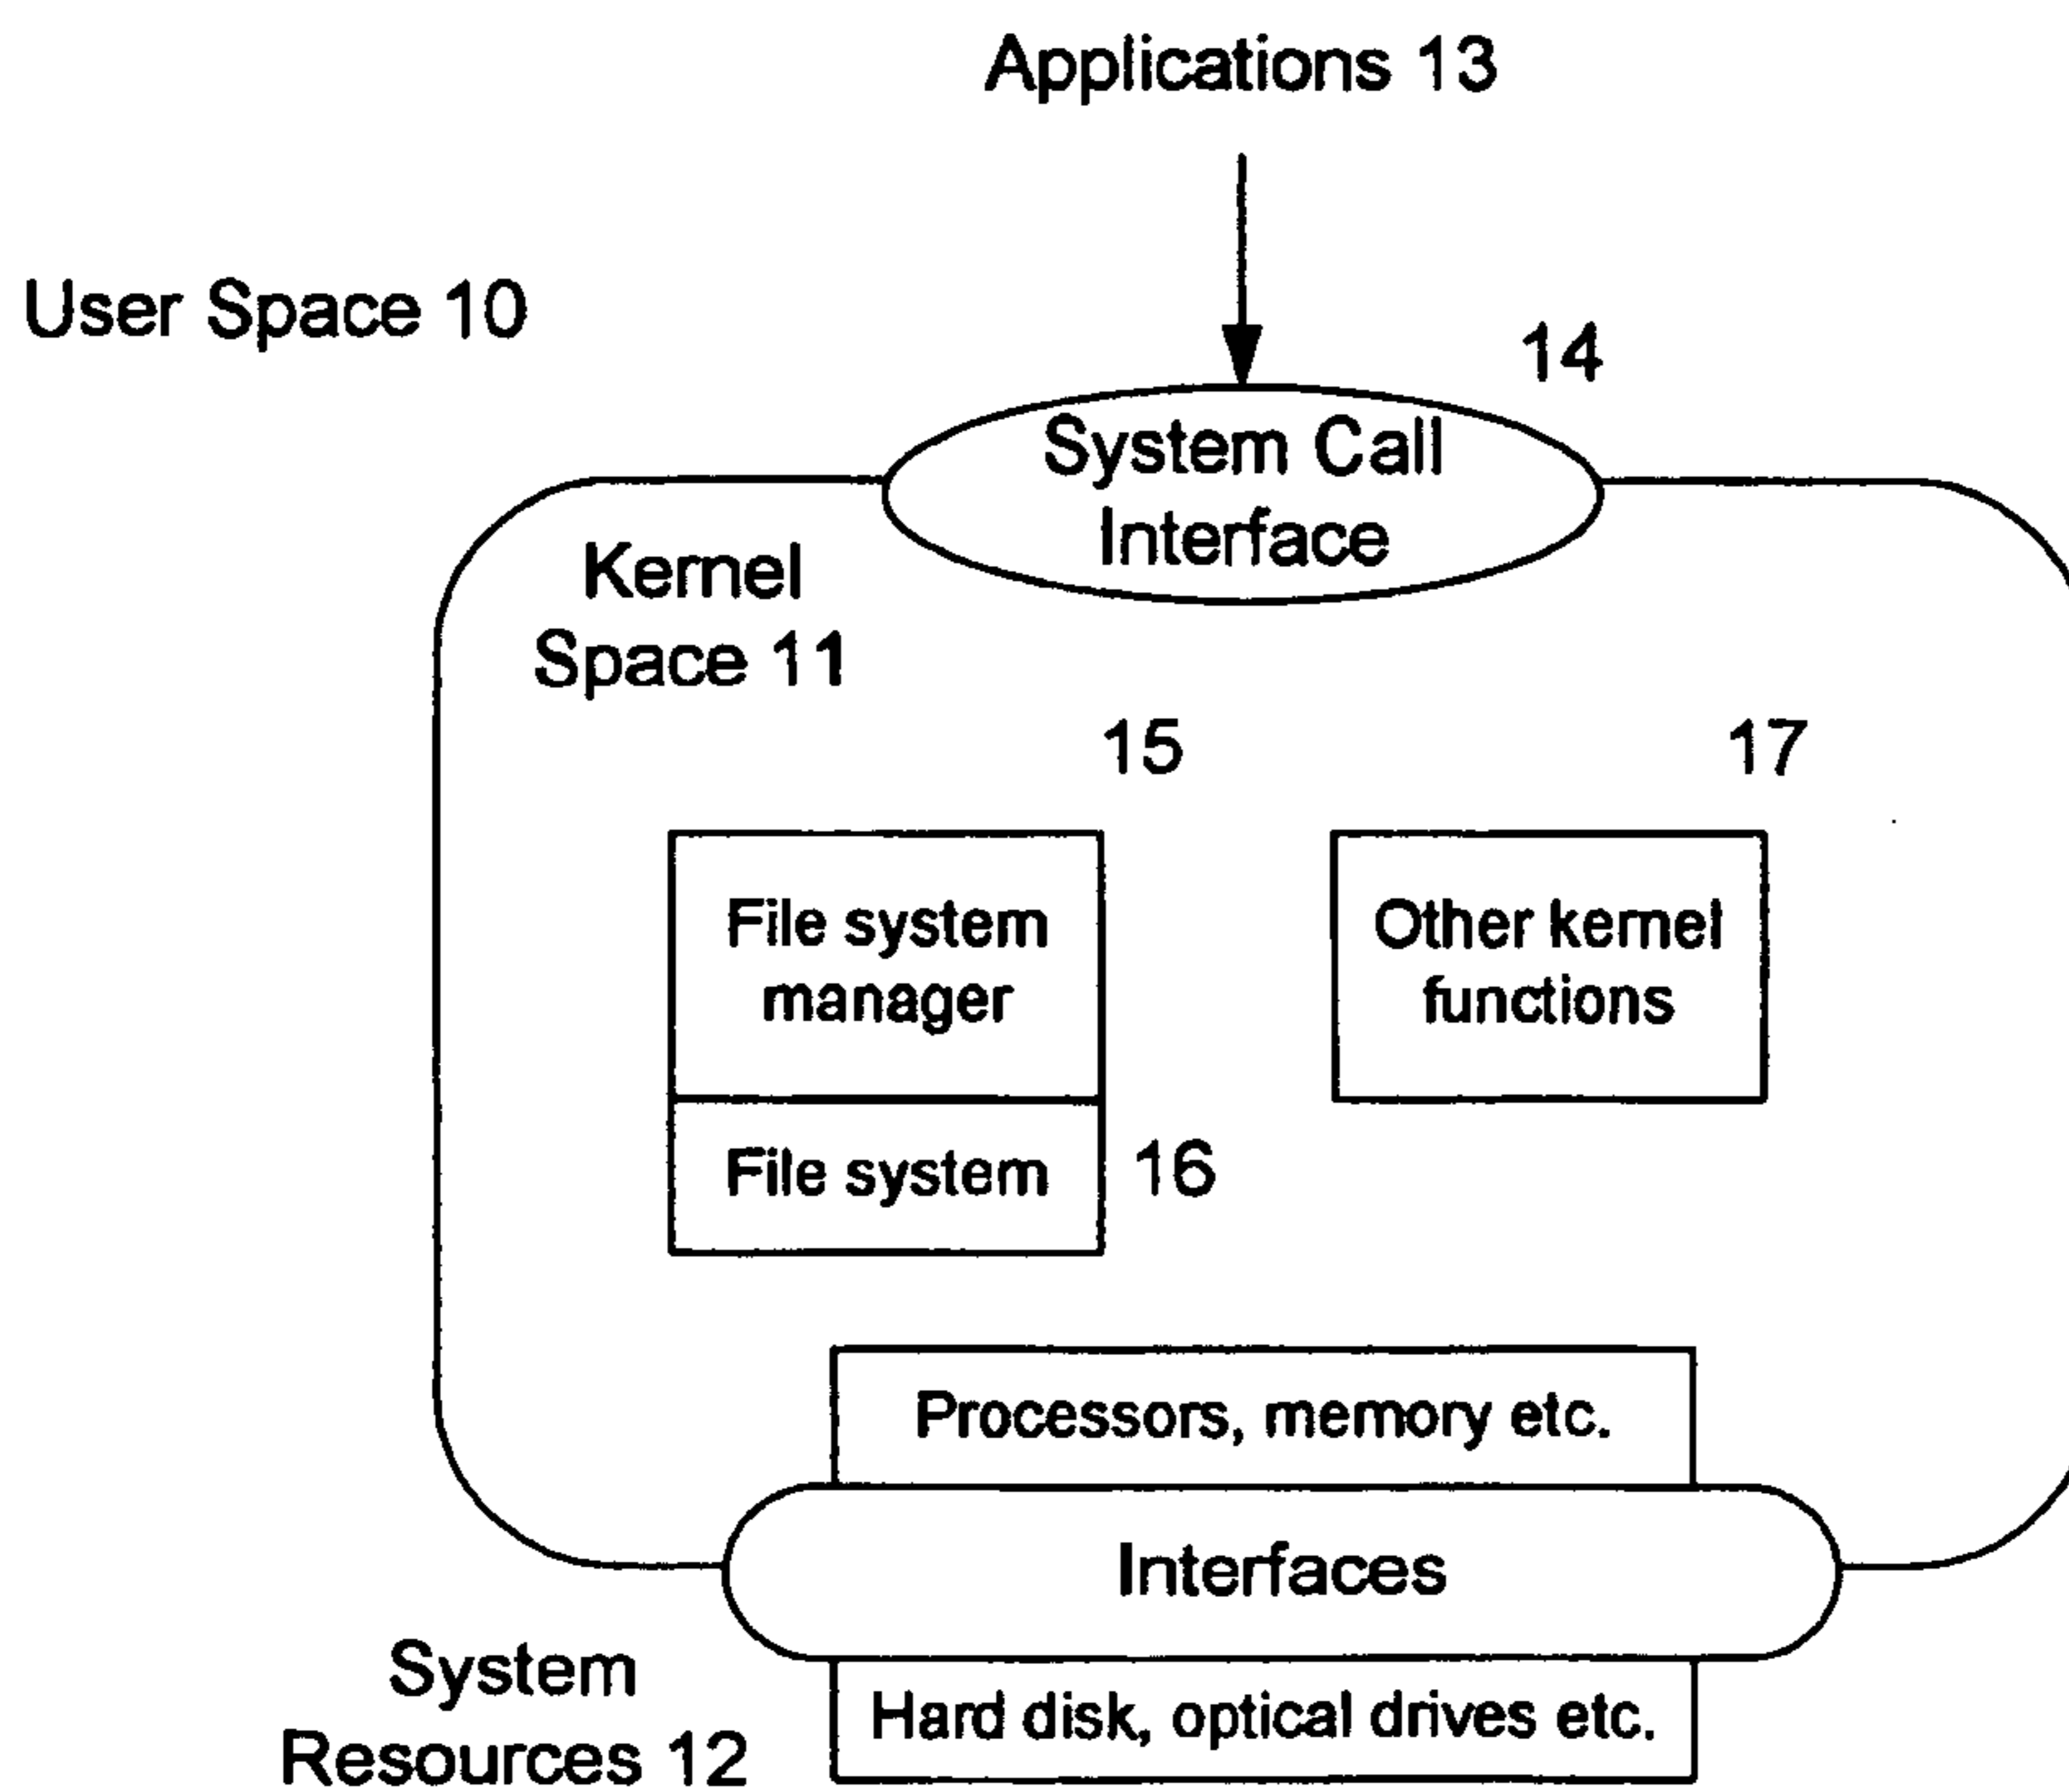 Applications 13
User Space 10
14
System Call
Interface
Kernel
Space 11
15
17
File system
manager
Other kernel
functions
File system
16
Processors, memory etc.
Interfaces
System
Resources 12
Hard disk, optical drives etc.